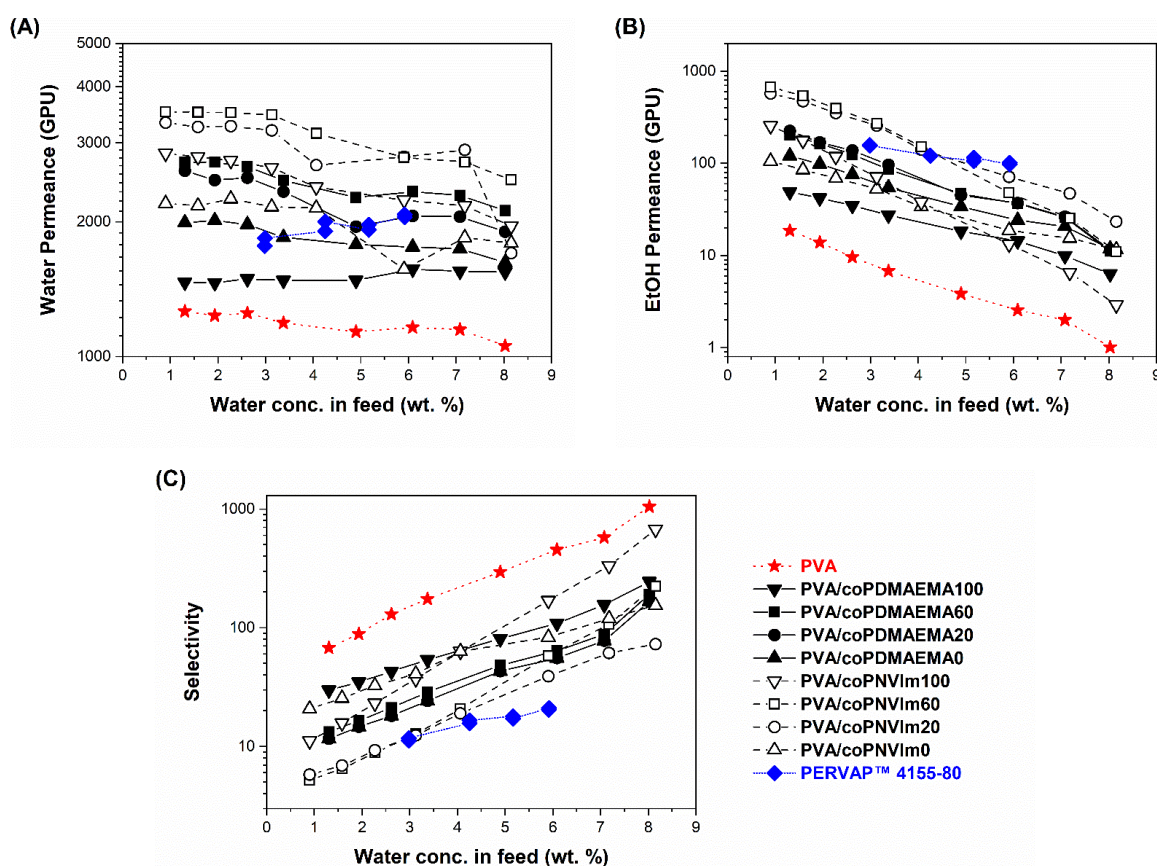 (A)
Water Permeance (GPU)
5000
3000
2000
1000
0 1 2 3 4 5 6 7 8 9
Water conc. in feed (wt. %)
(B)
EtOH Permeance (GPU)
1000
100
10
1
0 1 2 3 4 5 6 7 8 9
Water conc. in feed (wt. %)
(C)
Selectivity
1000
100
10
0 1 2 3 4 5 6 7 8 9
Water conc. in feed (wt. %)
PVA
PVA/coPDMAEMA100
PVA/coPDMAEMA60
PVA/coPDMAEMA20
PVA/coPDMAEMA0
PVA/coPNVIm100
PVA/coPNVIm60
PVA/coPNVIm20
PVA/coPNVIm0
PERVAP™ 4155-80